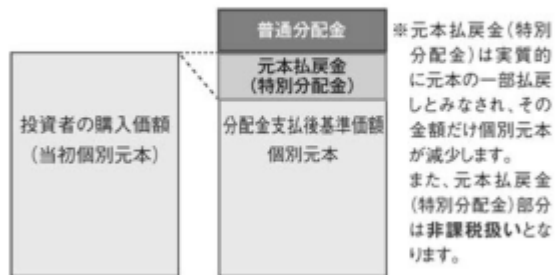 普通分配金
元本払戻金
(特別分配金)
投資者の購入価額
(当初個別元本)
分配金支払後基準価額
個別元本
※元本払戻金(特別
分配金)は実質的
に元本の一部払戻
しとみなされ、その
金額だけ個別元本
が減少します。
また、元本払戻金
(特別分配金)部分
は非課税扱いとな
ります。